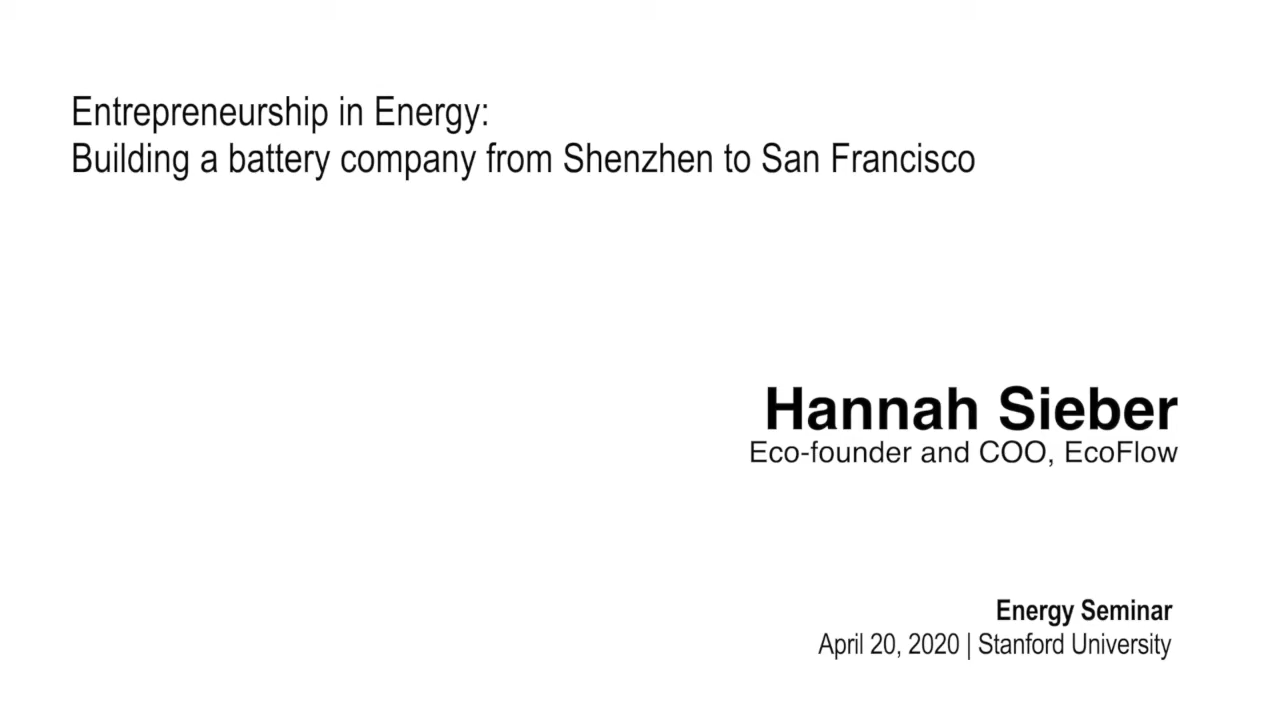 Entrepreneurship in Energy:
Building a battery company from Shenzhen to San Francisco
Hannah Sieber
Eco-founder and COO, EcoFlow
Energy Seminar
April 20, 2020 | Stanford University